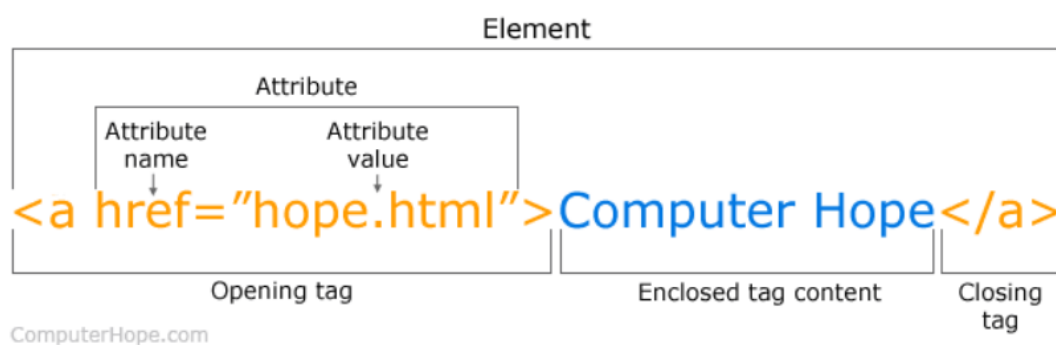 Element
Attribute
Attribute name
Attribute value
<a href=”hope.html”>Computer Hope</a>
Opening tag
Enclosed tag content
Closing tag
ComputerHope.com